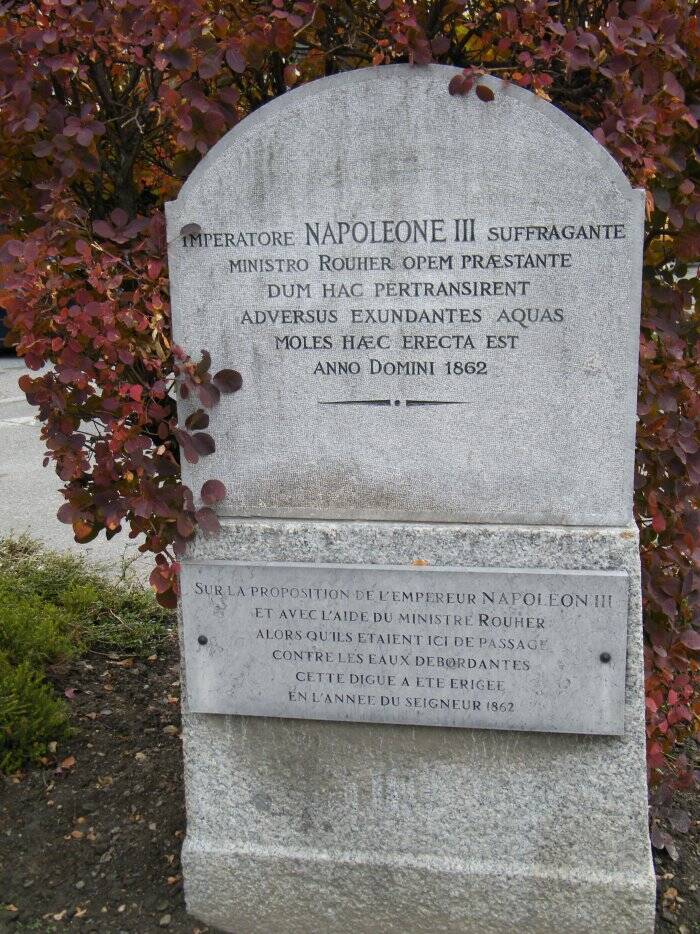 IMPERATORE NAPOLEONE III SUFFRAGANTE
MINISTRO ROUHER OPEM PRÆSTANTE
DUM HAC PERTRANSIRENT
ADVERSUS EXUNDANTES AQUAS
MOLES HÆC ERECTA EST
ANNO DOMINI 1862
SUR LA PROPOSITION DE L'EMPEREUR NAPOLEON III
ET AVEC L'AIDE DU MINISTRE ROUHER
ALORS QU'ILS ETAIENT ICI DE PASSAGE
CONTRE LES EAUX DEBORDANTES
CETTE DIGUE A ETE ERIGEE
EN L'ANNEE DU SEIGNEUR 1862